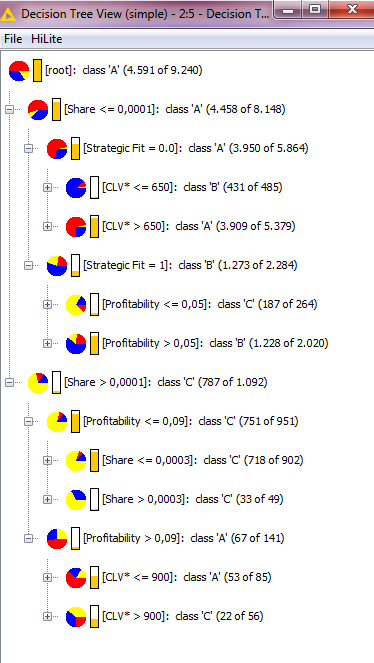 Decision Tree View (simple) - 2:5 - Decision T...
File HiLite
[root]: class 'A' (4.591 of 9.240)
[Share <= 0,0001]: class 'A' (4.458 of 8.148)
[Strategic Fit = 0.0]: class 'A' (3.950 of 5.864)
[CLV* <= 650]: class 'B' (431 of 485)
[CLV* > 650]: class 'A' (3.909 of 5.379)
[Strategic Fit = 1]: class 'B' (1.273 of 2.284)
[Profitability <= 0,05]: class 'C' (187 of 264)
[Profitability > 0,05]: class 'B' (1.228 of 2.020)
[Share > 0,0001]: class 'C' (787 of 1.092)
[Profitability <= 0,09]: class 'C' (751 of 951)
[Share <= 0,0003]: class 'C' (718 of 902)
[Share > 0,0003]: class 'C' (33 of 49)
[Profitability > 0,09]: class 'A' (67 of 141)
[CLV* <= 900]: class 'A' (53 of 85)
[CLV* > 900]: class 'C' (22 of 56)